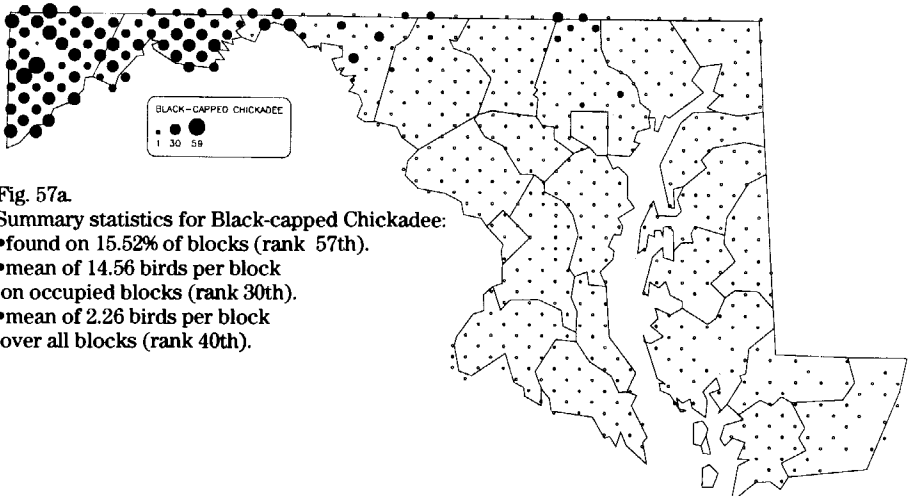 BLACK-CAPPED CHICKADEE
1 30 59
Fig. 57a.
Summary statistics for Black-capped Chickadee:
•found on 15.52% of blocks (rank 57th).
•mean of 14.56 birds per block
on occupied blocks (rank 30th).
•mean of 2.26 birds per block
over all blocks (rank 40th).